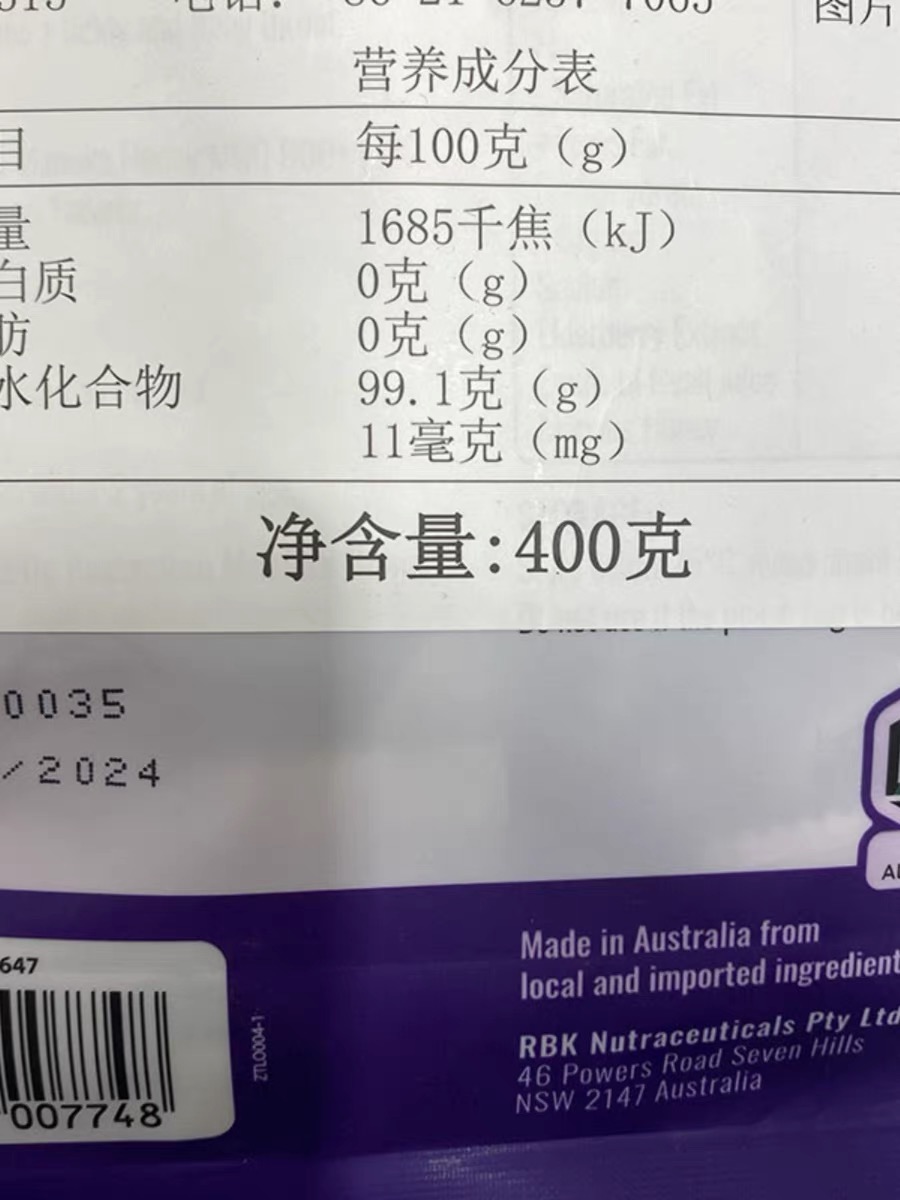 营养成分表
目 每100克（g）
量 1685千焦（kJ）
白质 0克（g）
肪 0克（g）
水化合物 99.1克（g）
11毫克（mg）
净含量:400克
0035
/2024
647
007748
ZTL0004-1
Made in Australia from
local and imported ingredient
RBK Nutraceuticals Pty Ltd
46 Powers Road Seven Hills
NSW 2147 Australia